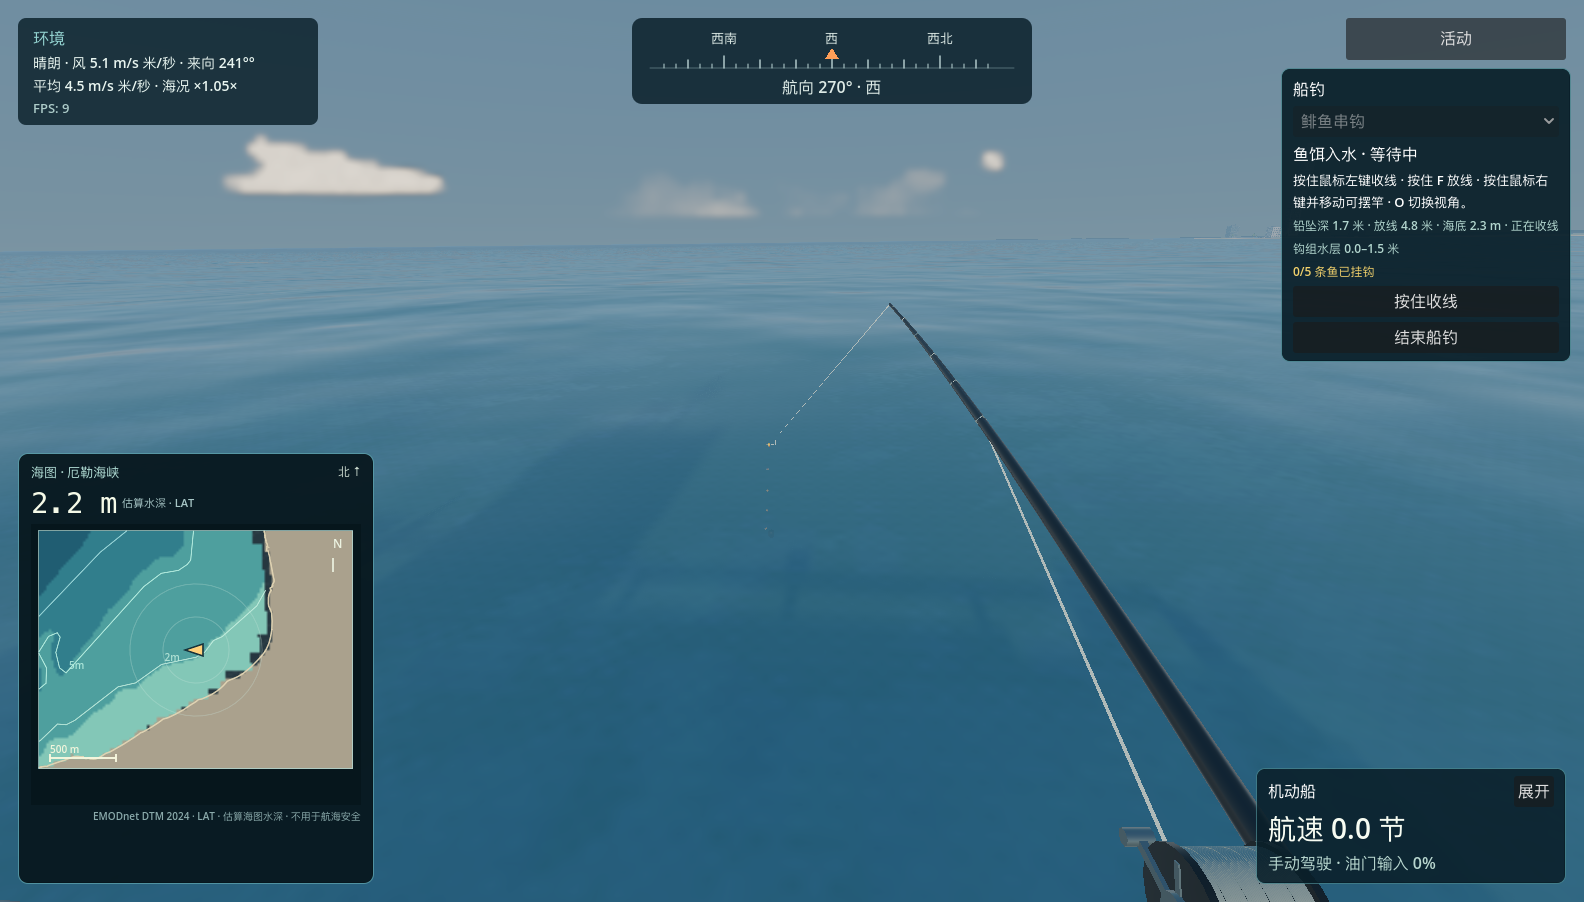 环境
晴朗 · 风 5.1 m/s 米/秒 · 来向 241°°
平均 4.5 m/s 米/秒 · 海况 ×1.05×
FPS: 9
西南 西 西北
航向 270° · 西
活动
船钓
鲱鱼串钩
鱼饵入水 · 等待中
按住鼠标左键收线 · 按住 F 放线 · 按住鼠标右
键并移动可摆竿 · O 切换视角。
铅坠深 1.7 米 · 放线 4.8 米 · 海底 2.3 m · 正在收线
钩组水层 0.0–1.5 米
0/5 条鱼已挂钩
按住收线
结束船钓
海图 · 厄勒海峡 北 ↑
2.2 m 估算水深 · LAT
N
2m
5m
500 m
EMODnet DTM 2024 · LAT · 估算海图水深 · 不用于航海安全
机动船 展开
航速 0.0 节
手动驾驶 · 油门输入 0%